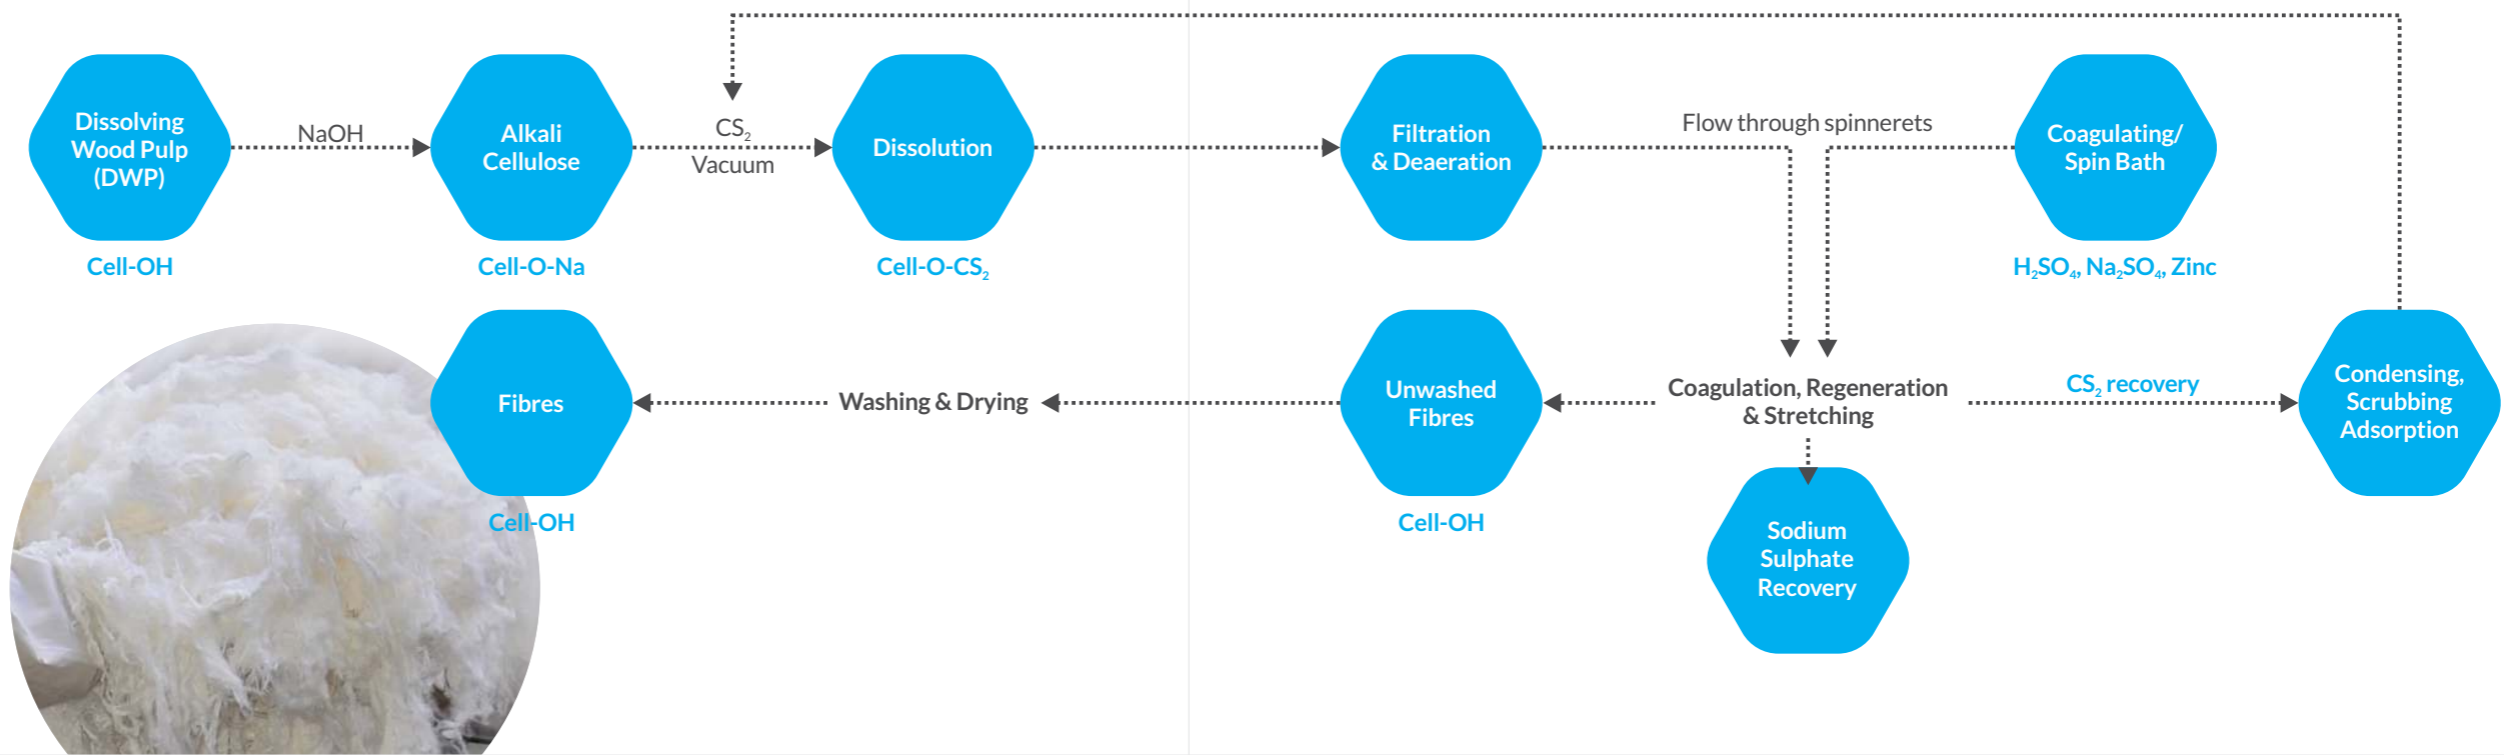 Dissolving
Wood Pulp
(DWP)
NaOH
Alkali
Cellulose
CS₂
Vacuum
Dissolution
Filtration
& Deaeration
Flow through spinnerets
Coagulating/
Spin Bath
Cell-OH
Cell-O-Na
Cell-O-CS₂
H₂SO₄, Na₂SO₄, Zinc
Fibres
Washing & Drying
Unwashed
Fibres
Coagulation, Regeneration
& Stretching
CS₂ recovery
Condensing,
Scrubbing
Adsorption
Cell-OH
Cell-OH
Sodium
Sulphate
Recovery